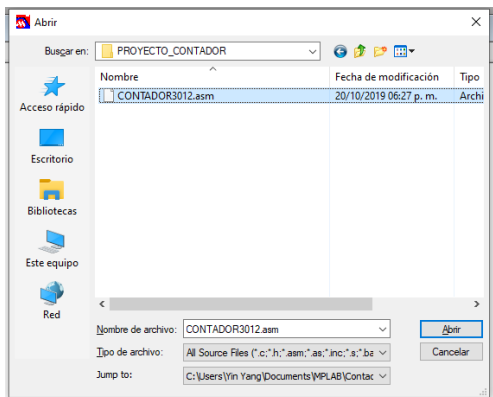 Abrir
Buscar en: PROYECTO_CONTADOR
Nombre Fecha de modificación Tipo
CONTADOR3012.asm 20/10/2019 06:27 p. m. Archi
Acceso rápido
Escritorio
Bibliotecas
Este equipo
Red
Nombre de archivo: CONTADOR3012.asm Abrir
Tipo de archivo: All Source Files (*.c;*.h;*.asm;*.as;*.inc;*.s;*.ba Cancelar
Jump to: C:\Users\Yin Yang\Documents\MPLAB\Contac